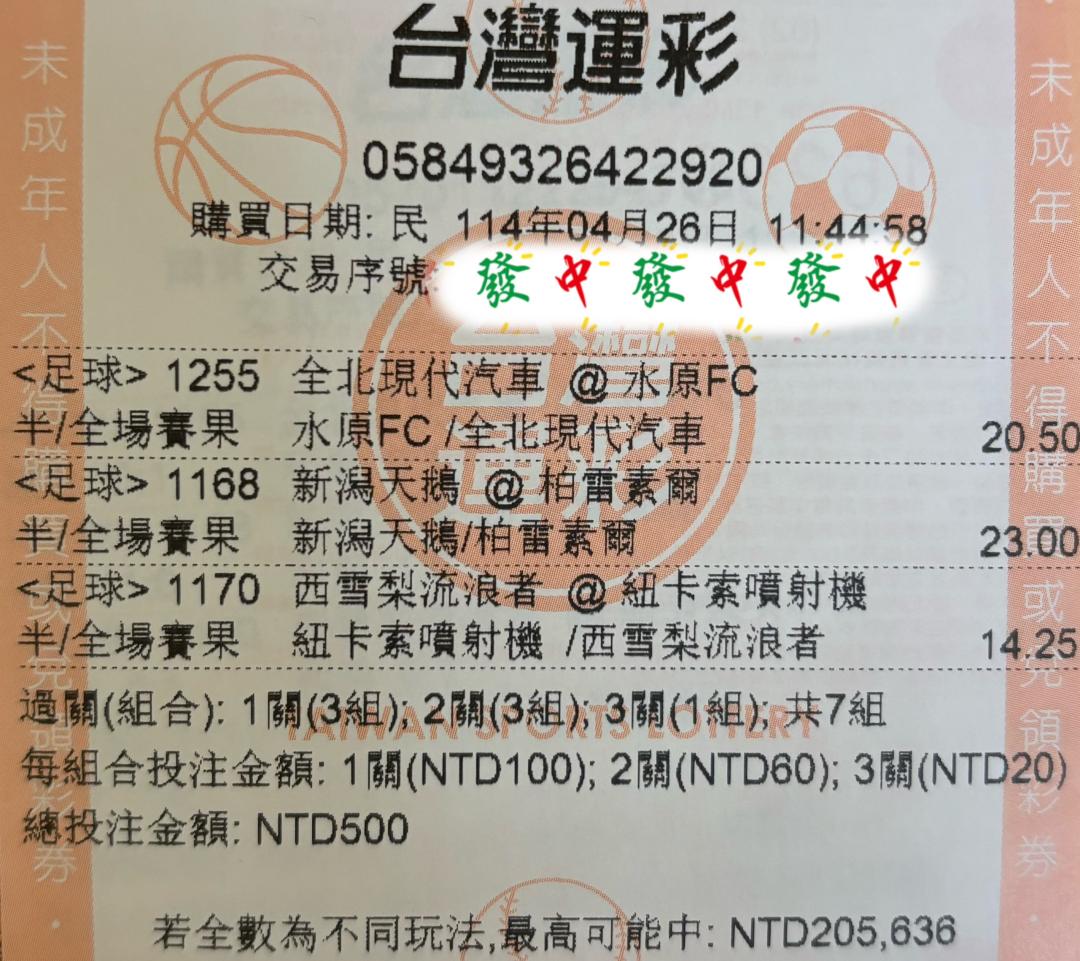 台灣運彩
05849326422920
購買日期: 民 114年04月26日 11:44:58
交易序號: 發中發中發中
<足球> 1255 全北現代汽車 @ 水原FC
半/全場賽果 水原FC /全北現代汽車 20.50
<足球> 1168 新潟天鵝 @ 柏雷素爾
半/全場賽果 新潟天鵝/柏雷素爾 23.00
<足球> 1170 西雪梨流浪者 @ 紐卡索噴射機
半/全場賽果 紐卡索噴射機 /西雪梨流浪者 14.25
過關(組合): 1關(3組); 2關(3組); 3關(1組); 共7組
TAIWAN SPORTS LOTTERY
每組合投注金額: 1關(NTD100); 2關(NTD60); 3關(NTD20)
總投注金額: NTD500
若全數為不同玩法,最高可能中: NTD205,636
未成年人不得購買或兌領彩券
未成年人不得購買或兌領彩券
台灣運彩